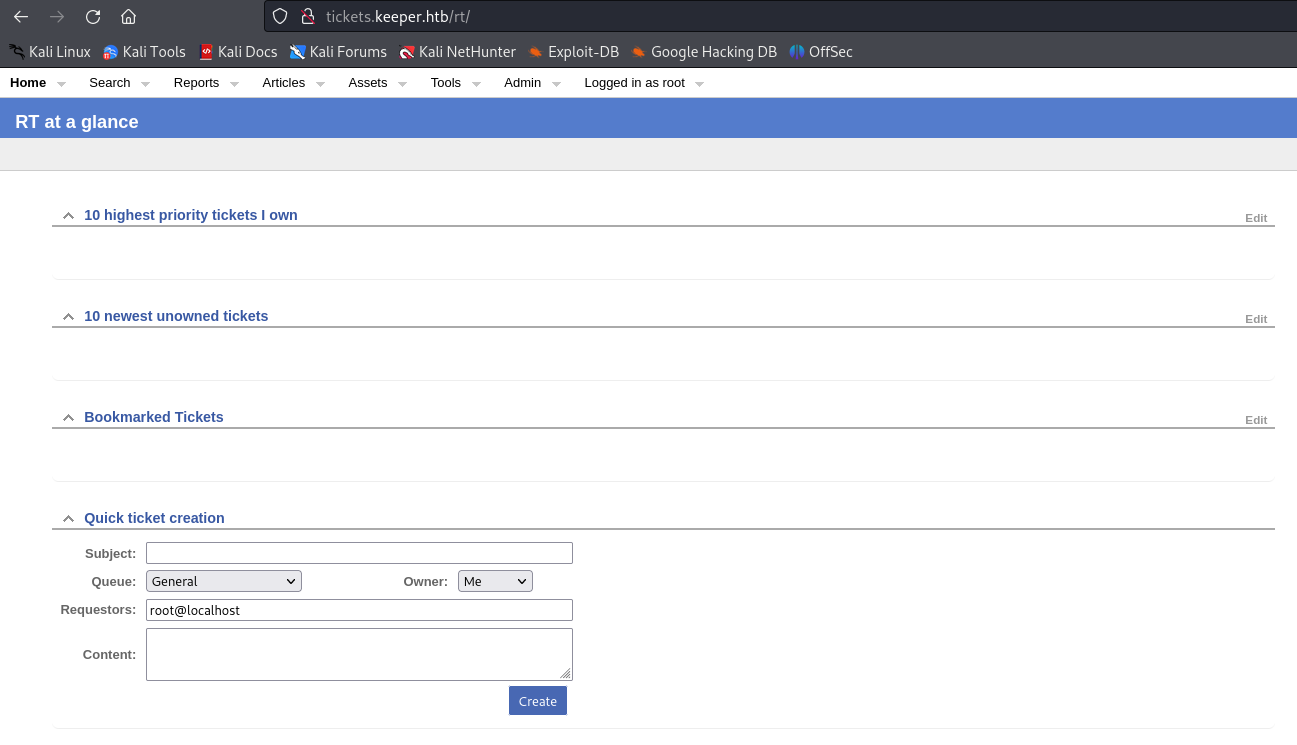 tickets.keeper.htb/rt/
Kali Linux Kali Tools Kali Docs Kali Forums Kali NetHunter Exploit-DB Google Hacking DB OffSec
Home Search Reports Articles Assets Tools Admin Logged in as root
RT at a glance
10 highest priority tickets I own Edit
10 newest unowned tickets Edit
Bookmarked Tickets Edit
Quick ticket creation
Subject:
Queue: General Owner: Me
Requestors: root@localhost
Content:
Create